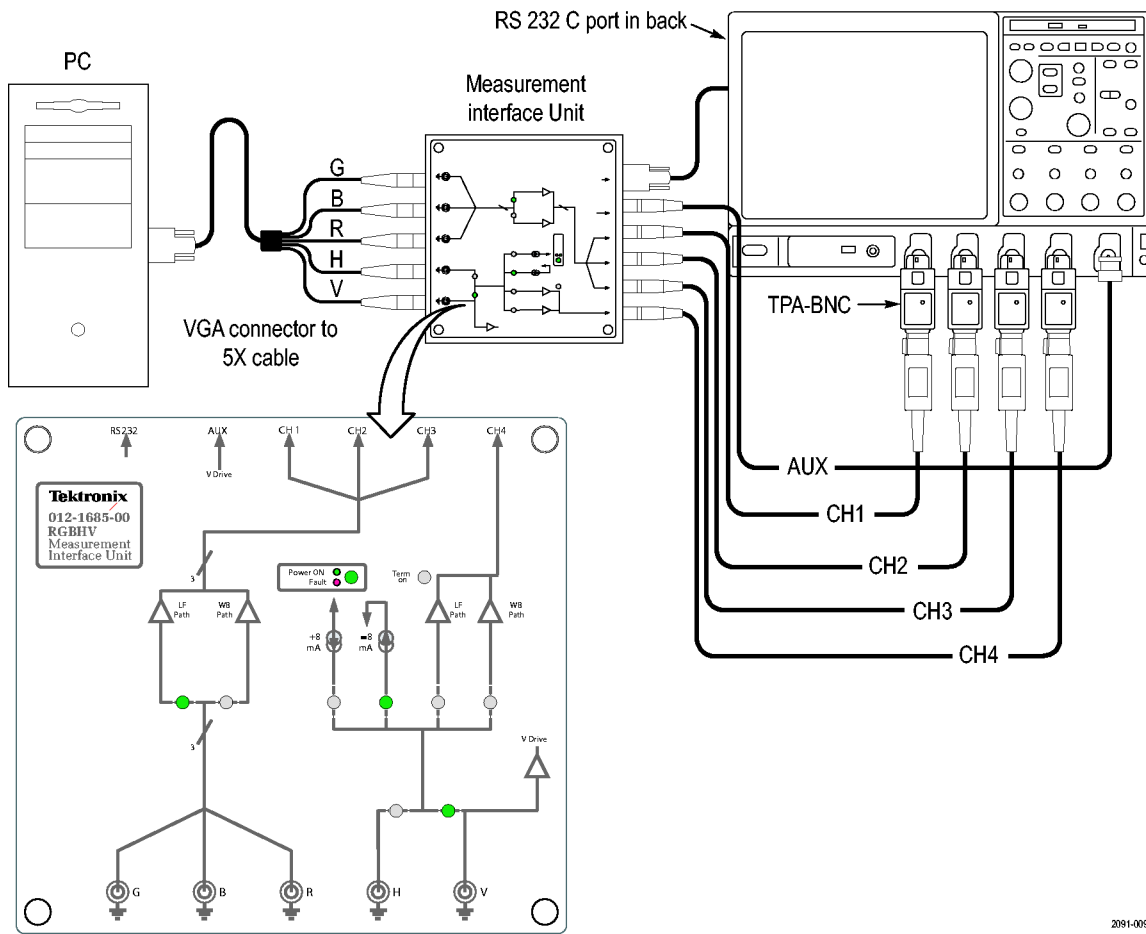 RS 232 C port in back
PC
Measurement
interface Unit
G
B
R
H
V
VGA connector to
5X cable
TPA-BNC
AUX
CH1
CH2
CH3
CH4
RS232
AUX
CH 1
CH2
CH3
CH4
V Drive
Tektronix
012-1685-00
RGBHV
Measurement
Interface Unit
3
Power ON
Fault
Term
on
LF
Path
WB
Path
+8
mA
-8
mA
LF
Path
WB
Path
3
V Drive
G
B
R
H
V
2091-009